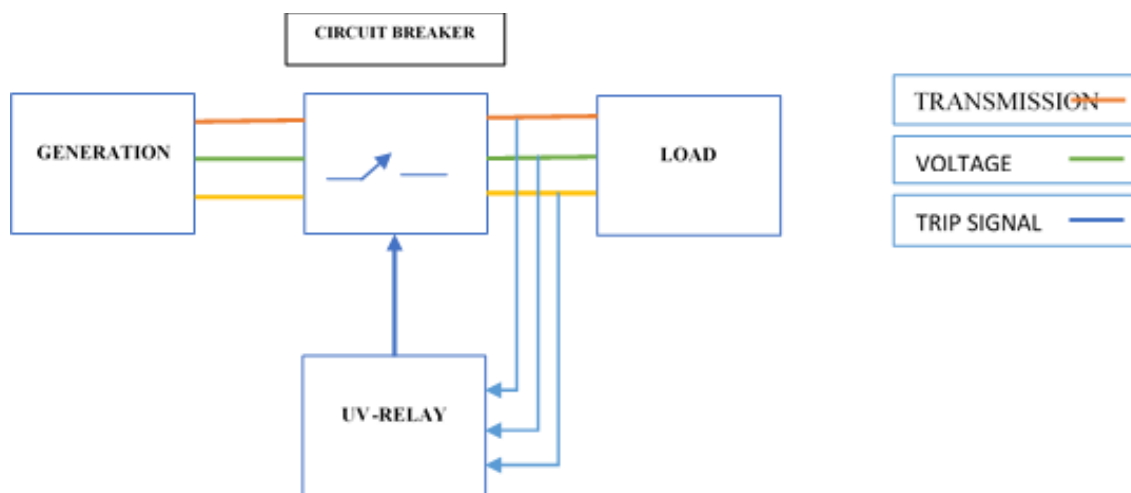 CIRCUIT BREAKER
GENERATION
LOAD
TRANSMISSION
VOLTAGE
TRIP SIGNAL
UV-RELAY